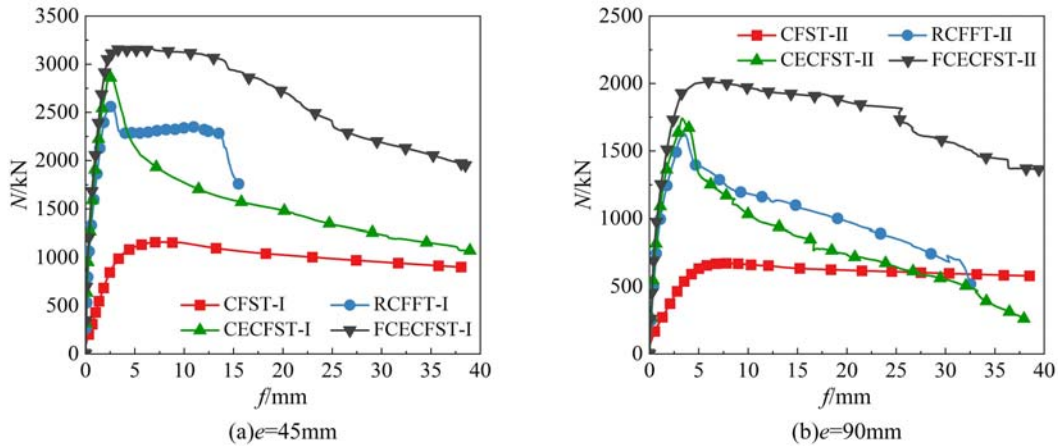 3500
3000
2500
2000
1500
1000
500
0
N/kN
CFST-I RCFFT-I
CECFST-I FCECFST-I
0 5 10 15 20 25 30 35 40
f/mm
(a)e=45mm
2500
2000
1500
1000
500
0
N/kN
CFST-II RCFFT-II
CECFST-II FCECFST-II
0 5 10 15 20 25 30 35 40
f/mm
(b)e=90mm